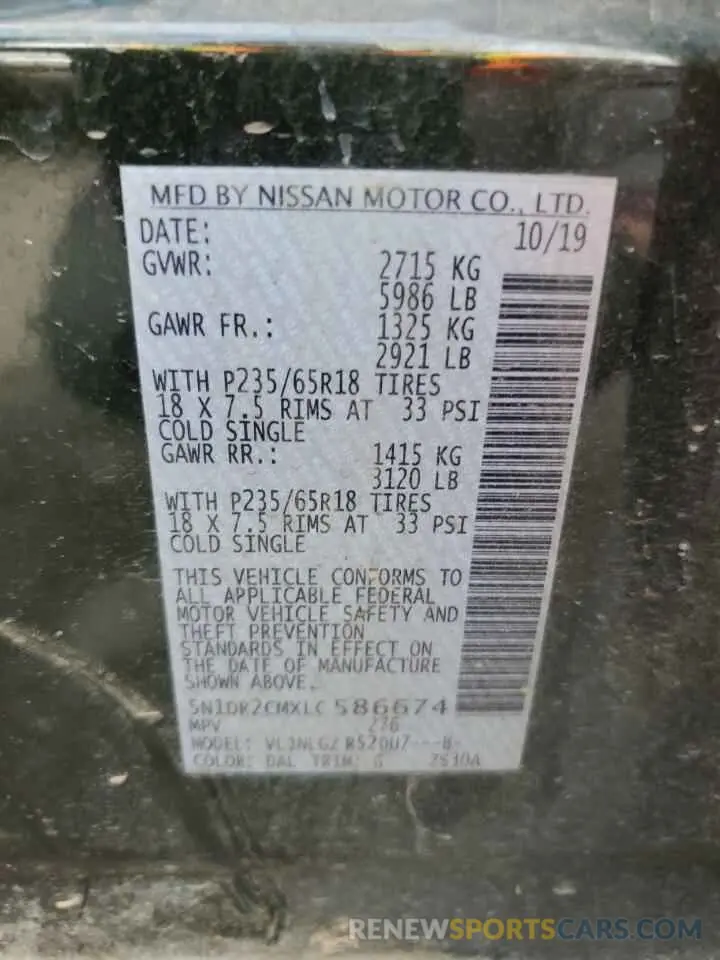 MFD BY NISSAN MOTOR CO., LTD.
DATE: 10/19
GVWR: 2715 KG
5986 LB
GAWR FR.: 1325 KG
2921 LB
WITH P235/65R18 TIRES
18 X 7.5 RIMS AT 33 PSI
COLD SINGLE
GAWR RR.: 1415 KG
3120 LB
WITH P235/65R18 TIRES
18 X 7.5 RIMS AT 33 PSI
COLD SINGLE
THIS VEHICLE CONFORMS TO
ALL APPLICABLE FEDERAL
MOTOR VEHICLE SAFETY AND
THEFT PREVENTION
STANDARDS IN EFFECT ON
THE DATE OF MANUFACTURE
SHOWN ABOVE.
5N1DR2CMXLC586674
MPV 276
MODEL:
COLOR: DAL TRIM: G
RENEWSPORTSCARS.COM